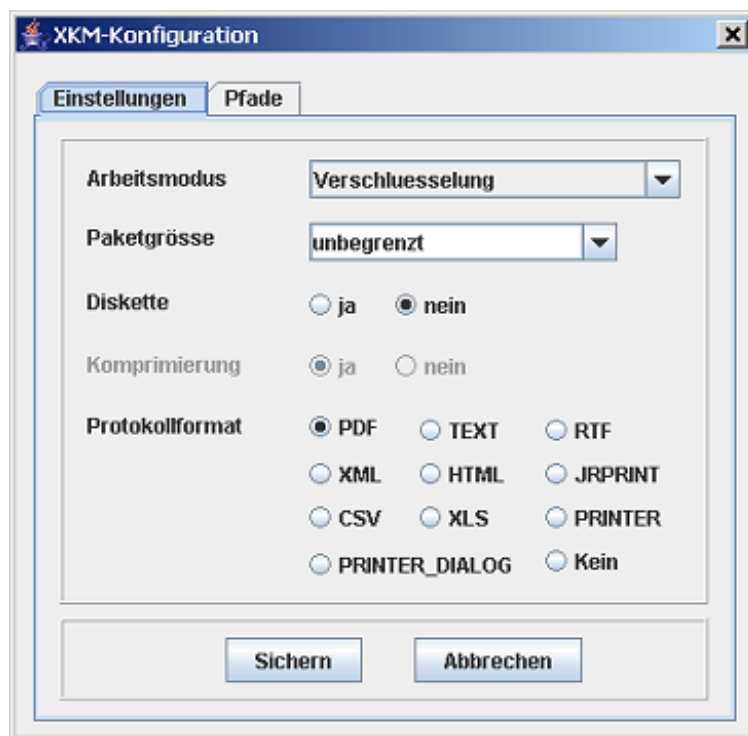 XKM-Konfiguration
Einstellungen Pfade
Arbeitsmodus Verschluesselung
Paketgrösse unbegrenzt
Diskette ja nein
Komprimierung ja nein
Protokollformat PDF TEXT RTF
XML HTML JRPRINT
CSV XLS PRINTER
PRINTER_DIALOG Kein
Sichern Abbrechen